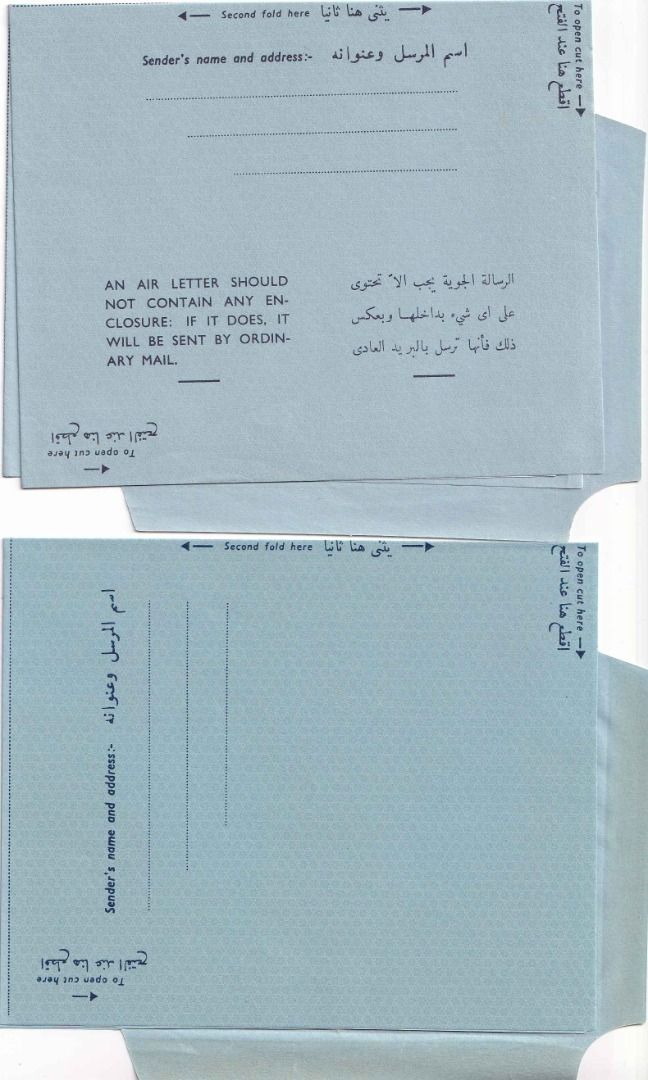 Second fold here يثنى هنا ثانيا
To open cut here
اقطع هنا عند الفتح
Sender's name and address:- اسم المرسل وعنوانه
AN AIR LETTER SHOULD
NOT CONTAIN ANY EN-
CLOSURE: IF IT DOES, IT
WILL BE SENT BY ORDIN-
ARY MAIL.
الرسالة الجوية يجب الاّ تحتوى
على اى شيء بداخلهـا وبعكس
ذلك فأنها ترسل بالبريد العادى
اقطع هنا عند الفتح
To open cut here
Second fold here يثنى هنا ثانيا
To open cut here
اقطع هنا عند الفتح
Sender's name and address:- اسم المرسل وعنوانه
اقطع هنا عند الفتح
To open cut here